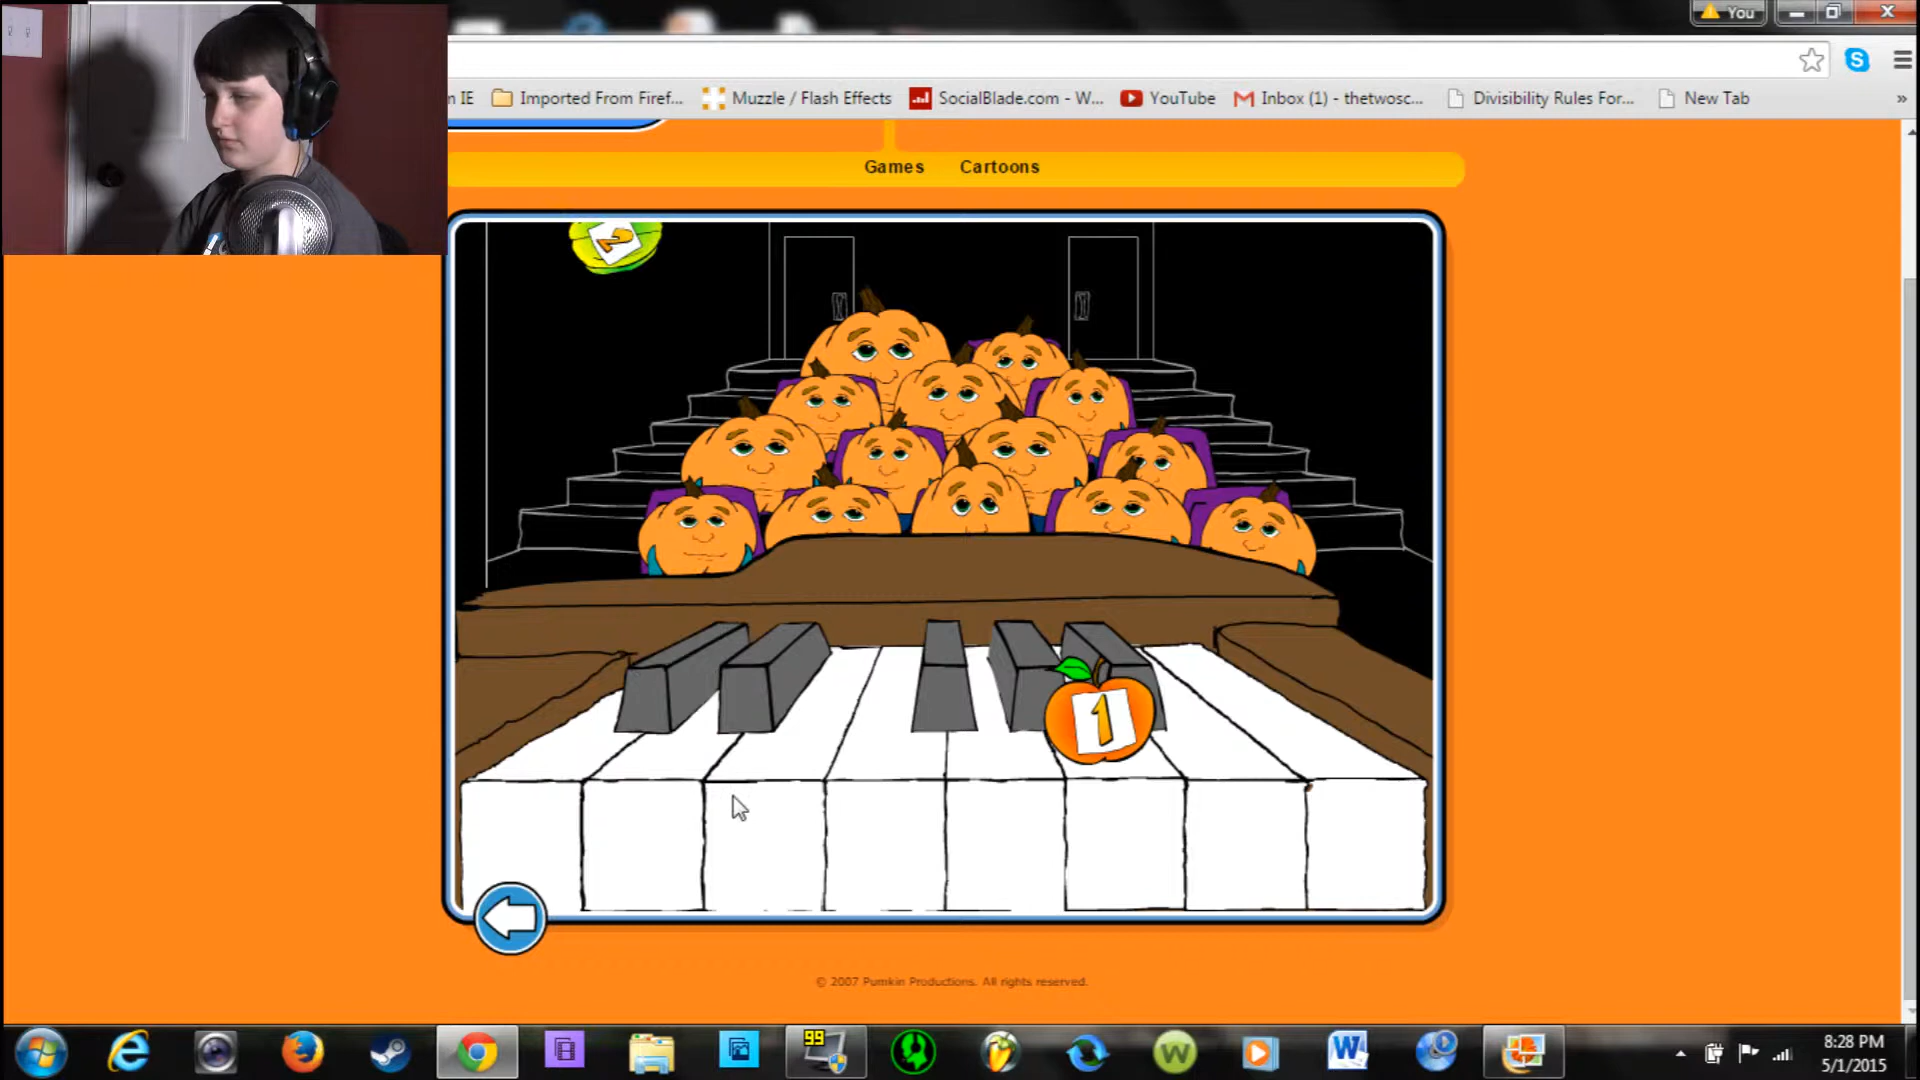 You
m IE
Imported From Firef...
Muzzle / Flash Effects
SocialBlade.com - W...
YouTube
Inbox (1) - thetwosc...
Divisibility Rules For...
New Tab
»
Games
Cartoons
2
1
© 2007 Pumkin Productions. All rights reserved.
99
8:28 PM
5/1/2015